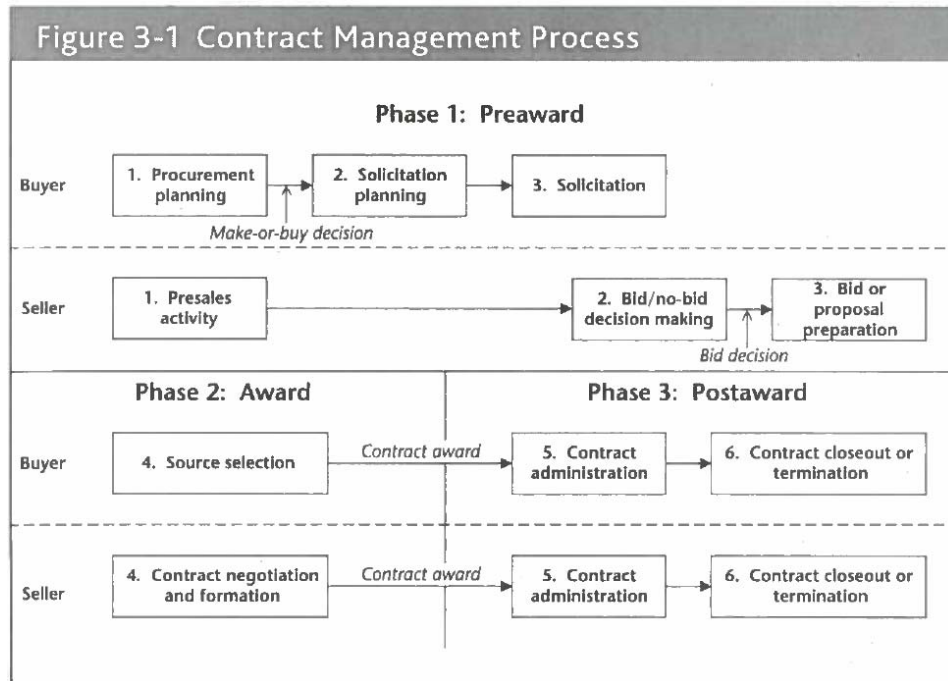 Figure 3-1 Contract Management Process
Phase 1: Preaward
Buyer
1. Procurement
planning
2. Solicitation
planning
3. Solicitation
Make-or-buy decision
Seller
1. Presales
activity
2. Bid/no-bid
decision making
3. Bid or
proposal
preparation
Bid decision
Phase 2: Award
Phase 3: Postaward
Buyer
4. Source selection
Contract award
5. Contract
administration
6. Contract closeout or
termination
Seller
4. Contract negotiation
and formation
Contract award
5. Contract
administration
6. Contract closeout or
termination